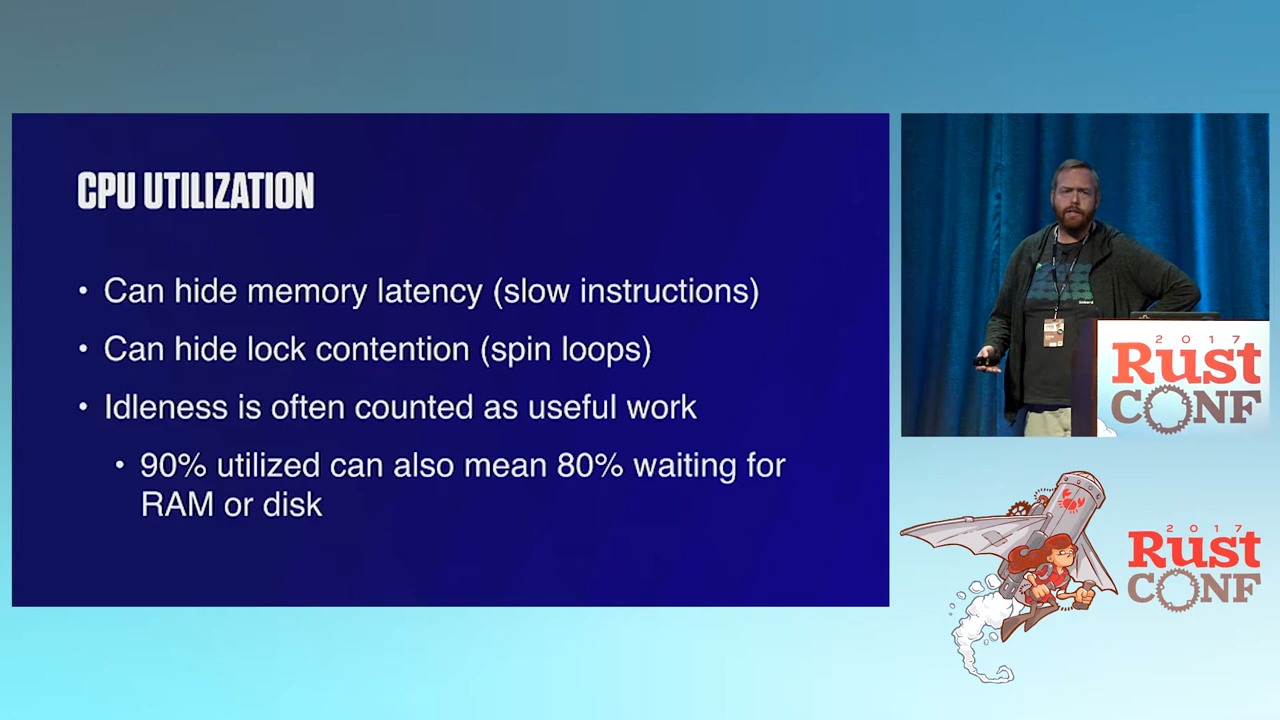 CPU UTILIZATION
• Can hide memory latency (slow instructions)
• Can hide lock contention (spin loops)
• Idleness is often counted as useful work
• 90% utilized can also mean 80% waiting for
RAM or disk
2017
Rust
CONF
2017
Rust
CONF